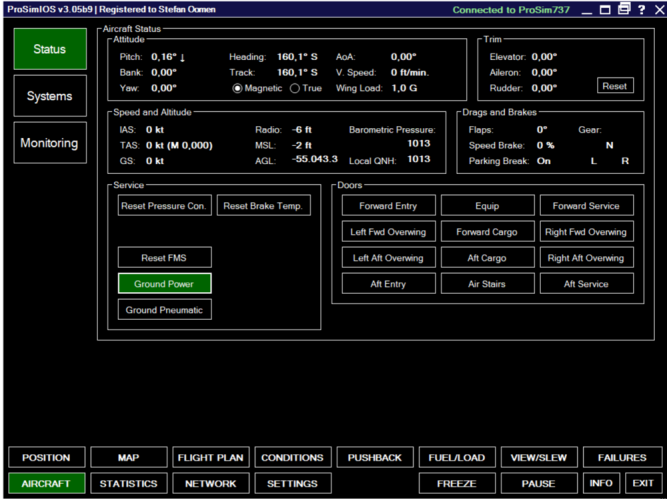 ProSimIOS v3.05b9 | Registered to Stefan Oomen
Connected to ProSim737
?
X
Status
Systems
Monitoring
Aircraft Status
Attitude
Pitch: 0,16° ↓ Heading: 160,1° S AoA: 0,00°
Bank: 0,00° Track: 160,1° S V. Speed: 0 ft/min.
Yaw: 0,00° Magnetic True Wing Load: 1,0 G
Trim
Elevator: 0,00°
Aileron: 0,00°
Rudder: 0,00° Reset
Speed and Altitude
IAS: 0 kt Radio: -6 ft Barometric Pressure:
TAS: 0 kt (M 0,000) MSL: -2 ft 1013
GS: 0 kt AGL: -55.043.3 Local QNH: 1013
Drags and Brakes
Flaps: 0° Gear:
Speed Brake: 0 % N
Parking Break: On L R
Service
Reset Pressure Con. Reset Brake Temp.
Reset FMS
Ground Power
Ground Pneumatic
Doors
Forward Entry Equip Forward Service
Left Fwd Overwing Forward Cargo Right Fwd Overwing
Left Aft Overwing Aft Cargo Right Aft Overwing
Aft Entry Air Stairs Aft Service
POSITION MAP FLIGHT PLAN CONDITIONS PUSHBACK FUEL/LOAD VIEW/SLEW FAILURES
AIRCRAFT STATISTICS NETWORK SETTINGS FREEZE PAUSE INFO EXIT